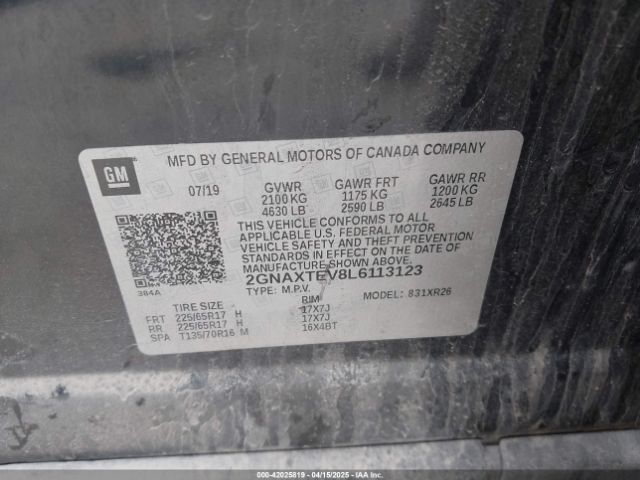 GM
MFD BY GENERAL MOTORS OF CANADA COMPANY
07/19 GVWR GAWR FRT GAWR RR
2100 KG 1175 KG 1200 KG
4630 LB 2590 LB 2645 LB
THIS VEHICLE CONFORMS TO ALL
APPLICABLE U.S. FEDERAL MOTOR
VEHICLE SAFETY AND THEFT PREVENTION
STANDARDS IN EFFECT ON THE DATE OF
MANUFACTURE SHOWN ABOVE.
2GNAXTEV8L6113123
384A TYPE: M.P.V. MODEL: 831XR26
TIRE SIZE RIM
FRT 225/65R17 H 17X7J
RR 225/65R17 H 17X7J
SPA T135/70R16 M 16X4BT
000-42025819 - 04/15/2025 - IAAI.COM